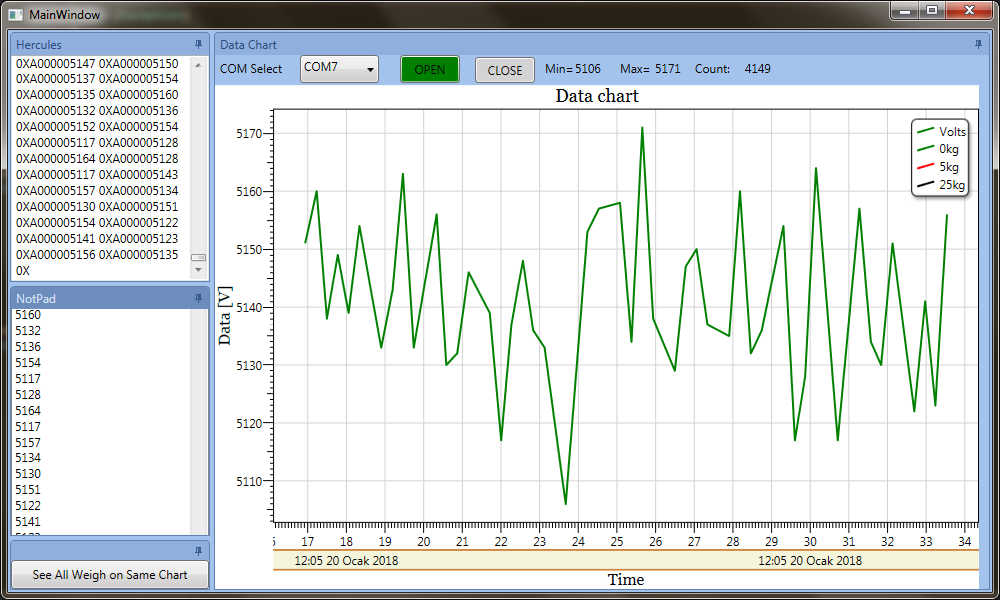 MainWindow
Hercules
0XA000005147 0XA000005150
0XA000005137 0XA000005154
0XA000005135 0XA000005160
0XA000005132 0XA000005136
0XA000005152 0XA000005154
0XA000005117 0XA000005128
0XA000005164 0XA000005128
0XA000005117 0XA000005143
0XA000005157 0XA000005134
0XA000005130 0XA000005151
0XA000005154 0XA000005122
0XA000005141 0XA000005123
0XA000005156 0XA000005135
0X
NotPad
5160
5132
5136
5154
5117
5128
5164
5117
5157
5134
5130
5151
5122
5141
See All Weigh on Same Chart
Data Chart
COM Select COM7 OPEN CLOSE Min= 5106 Max= 5171 Count: 4149
Data chart
Volts
0kg
5kg
25kg
Data [V]
5170
5160
5150
5140
5130
5120
5110
17 18 19 20 21 22 23 24 25 26 27 28 29 30 31 32 33 34
12:05 20 Ocak 2018 12:05 20 Ocak 2018
Time